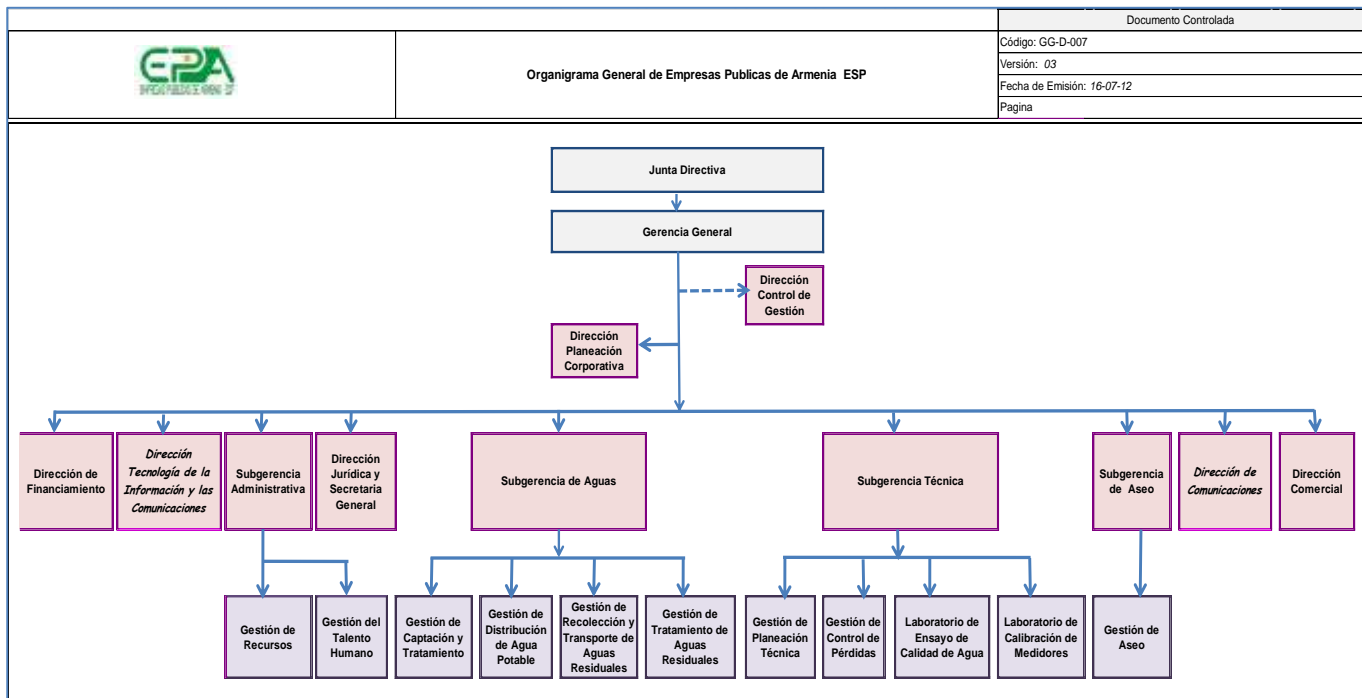 Documento Controlada
EPA
EMPRESAS PUBLICAS DE ARMENIA ESP
Organigrama General de Empresas Publicas de Armenia ESP
Código: GG-D-007
Versión: 03
Fecha de Emisión: 16-07-12
Pagina
Junta Directiva
Gerencia General
Dirección
Control de
Gestión
Dirección
Planeación
Corporativa
Dirección de
Financiamiento
Dirección
Tecnología de la
Información y las
Comunicaciones
Subgerencia
Administrativa
Dirección
Jurídica y
Secretaria
General
Subgerencia de Aguas
Subgerencia Técnica
Subgerencia
de Aseo
Dirección de
Comunicaciones
Dirección
Comercial
Gestión de
Recursos
Gestión del
Talento
Humano
Gestión de
Captación y
Tratamiento
Gestión de
Distribución
de Agua
Potable
Gestión de
Recolección y
Transporte de
Aguas
Residuales
Gestión de
Tratamiento de
Aguas
Residuales
Gestión de
Planeación
Técnica
Gestión de
Control de
Pérdidas
Laboratorio de
Ensayo de
Calidad de Agua
Laboratorio de
Calibración de
Medidores
Gestión de
Aseo